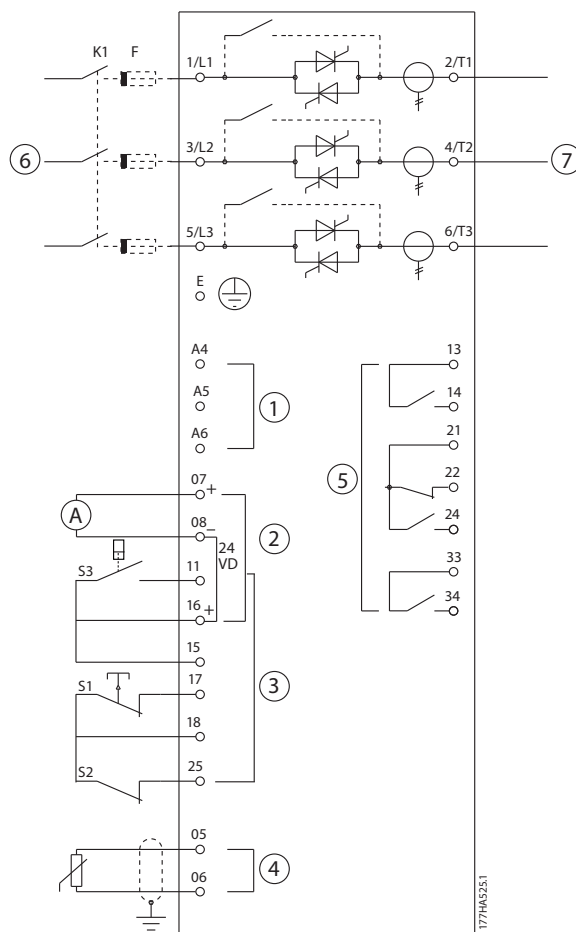 K1 F 1/L1 2/T1
6 3/L2 4/T2 7
5/L3 6/T3
E
A4 13
A5 1 14
A6 21
07 + 5 22
A 08 – 2 24
24
VD
S3 11 33
16 + 34
15
S1 17 3
18
S2 25
05
4
06
177HA525.1